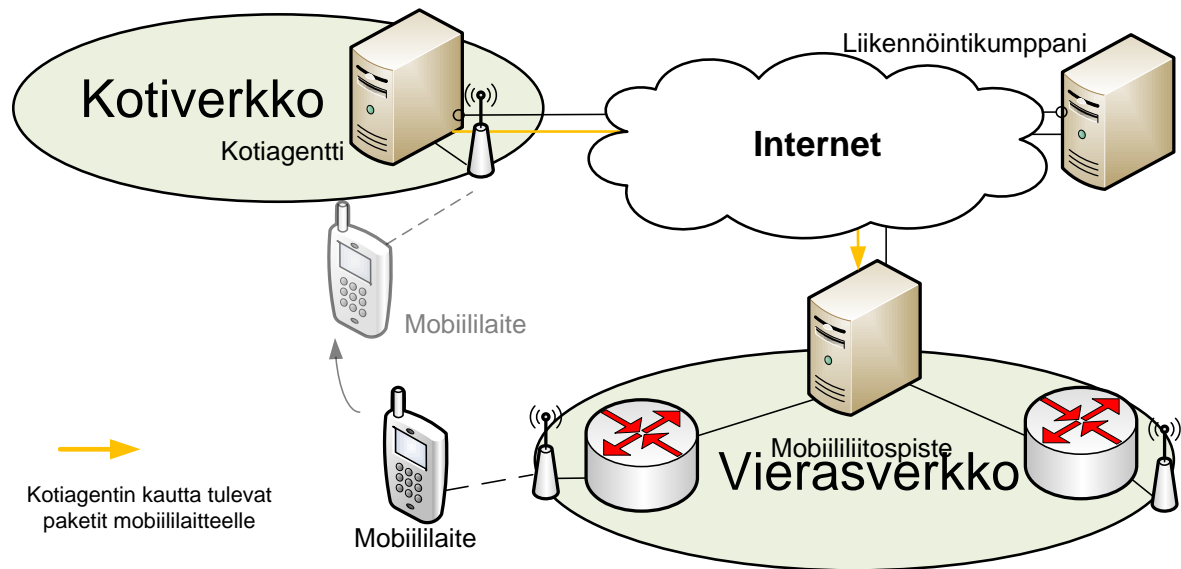 Liikennöintikumppani
Kotiverkko
Kotiagentti
Internet
Mobiililaite
Mobiililiitospiste
Vierasverkko
Kotiagentin kautta tulevat
paketit mobiililaitteelle
Mobiililaite